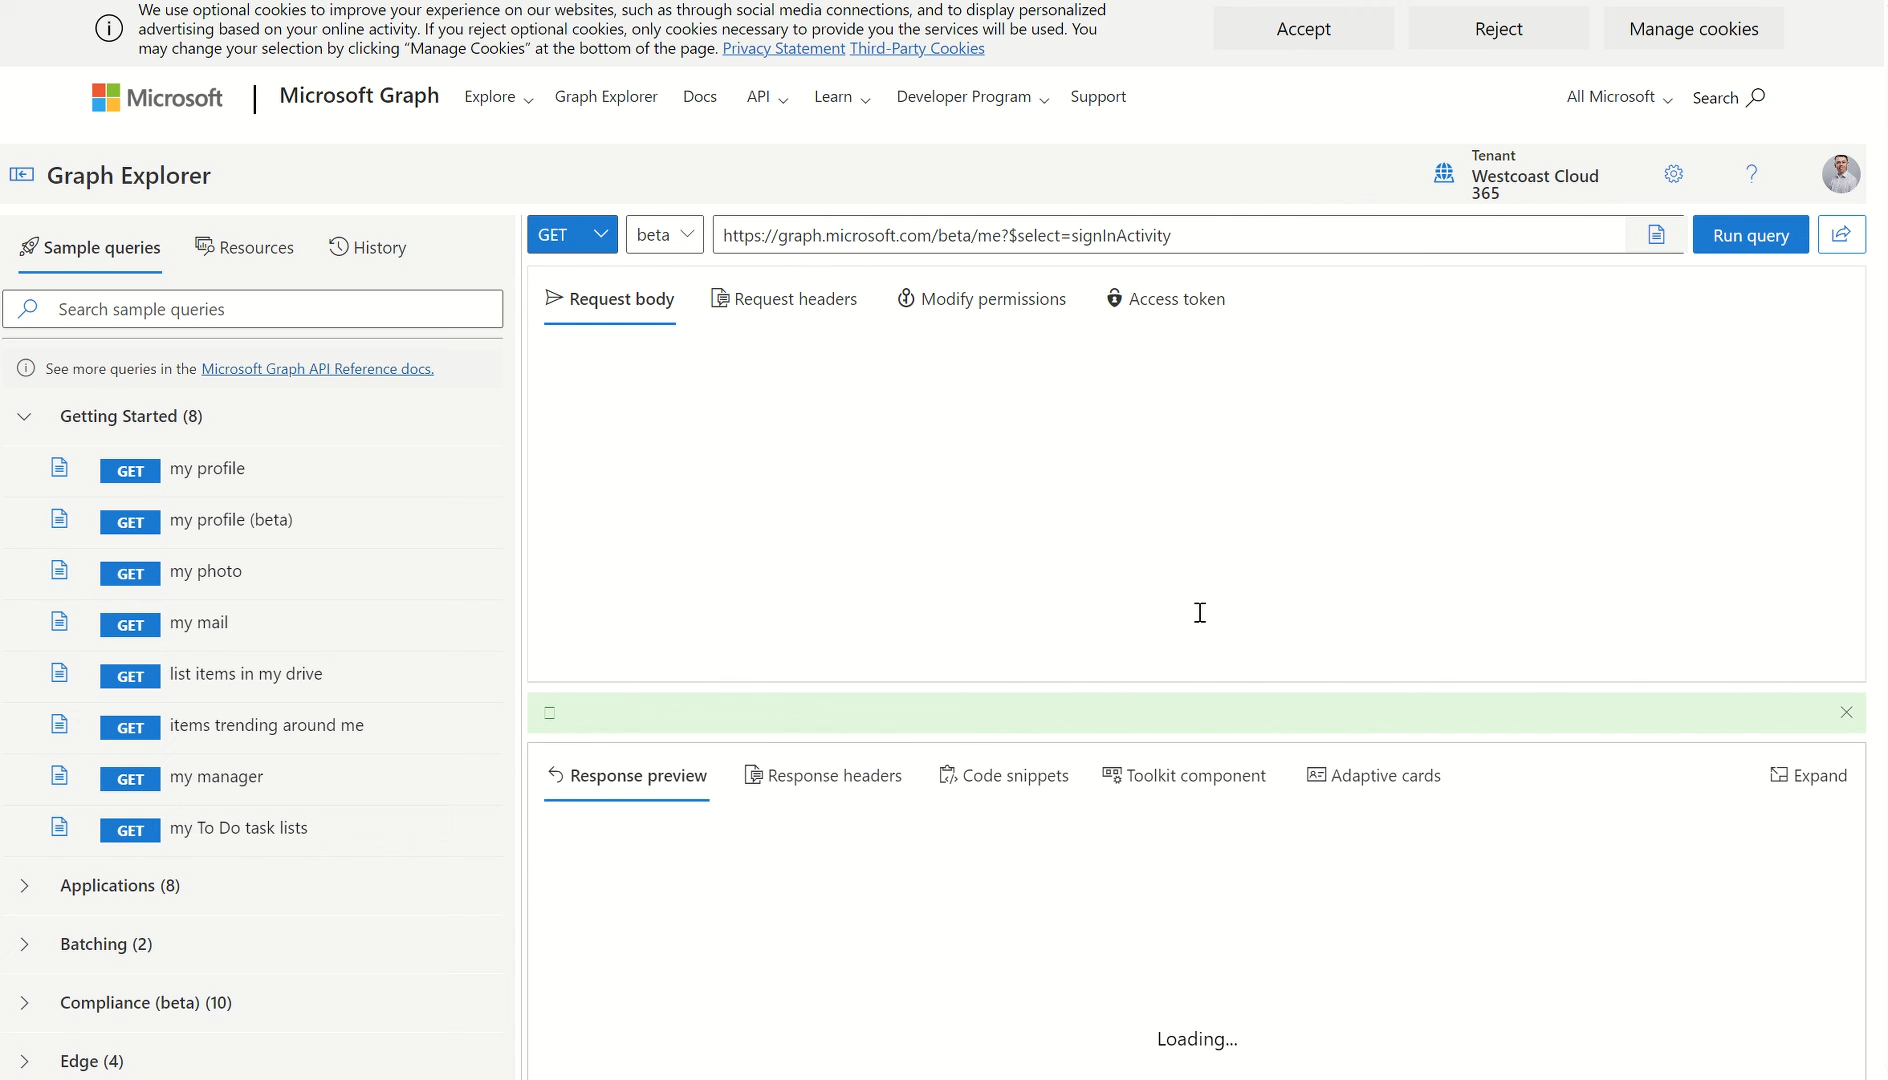 We use optional cookies to improve your experience on our websites, such as through social media connections, and to display personalized
advertising based on your online activity. If you reject optional cookies, only cookies necessary to provide you the services will be used. You
may change your selection by clicking “Manage Cookies” at the bottom of the page. Privacy Statement Third-Party Cookies
Accept
Reject
Manage cookies
Microsoft
Microsoft Graph
Explore
Graph Explorer
Docs
API
Learn
Developer Program
Support
All Microsoft
Search
Graph Explorer
Tenant
Westcoast Cloud
365
Sample queries
Resources
History
GET
beta
https://graph.microsoft.com/beta/me?$select=signInActivity
Run query
Search sample queries
See more queries in the Microsoft Graph API Reference docs.
Getting Started (8)
GET my profile
GET my profile (beta)
GET my photo
GET my mail
GET list items in my drive
GET items trending around me
GET my manager
GET my To Do task lists
Applications (8)
Batching (2)
Compliance (beta) (10)
Edge (4)
Request body
Request headers
Modify permissions
Access token
Response preview
Response headers
Code snippets
Toolkit component
Adaptive cards
Expand
Loading...